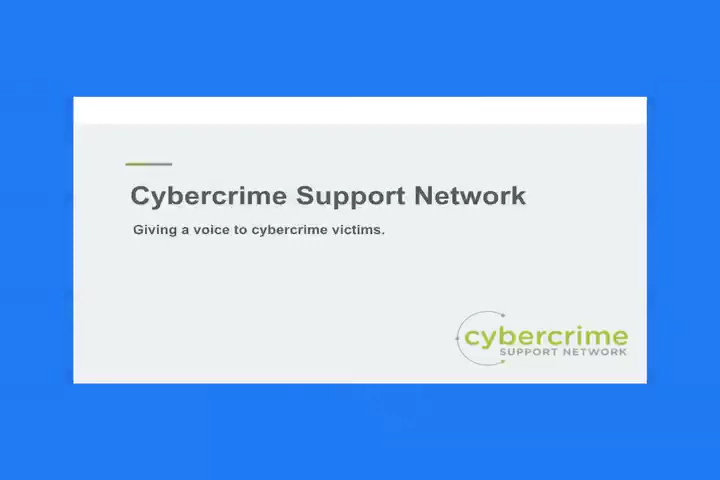 Cybercrime Support Network
Giving a voice to cybercrime victims.
cybercrime
SUPPORT NETWORK